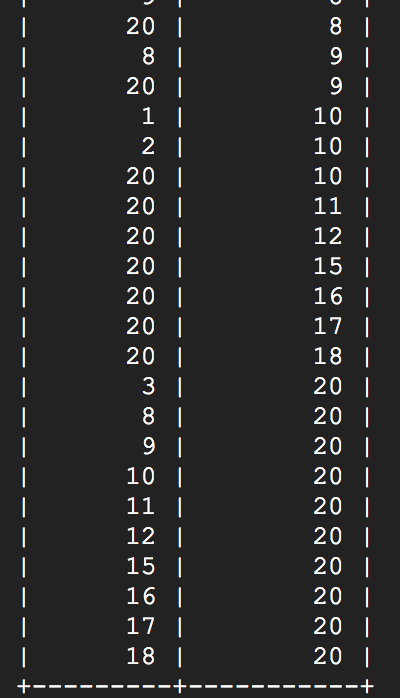 |        20 |         8 |
|         8 |         9 |
|        20 |         9 |
|         1 |        10 |
|         2 |        10 |
|        20 |        10 |
|        20 |        11 |
|        20 |        12 |
|        20 |        15 |
|        20 |        16 |
|        20 |        17 |
|        20 |        18 |
|         3 |        20 |
|         8 |        20 |
|         9 |        20 |
|        10 |        20 |
|        11 |        20 |
|        12 |        20 |
|        15 |        20 |
|        16 |        20 |
|        17 |        20 |
|        18 |        20 |
+---------+-----------+